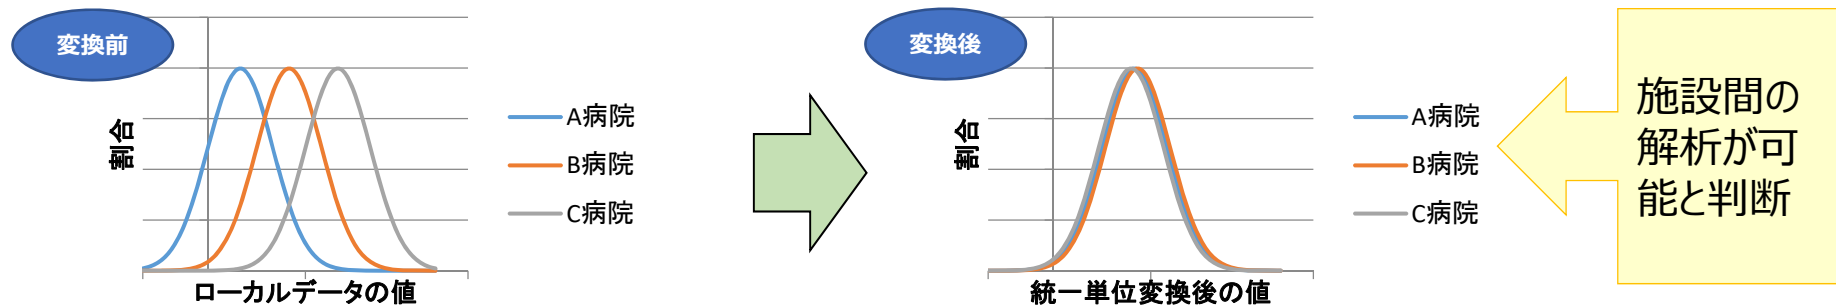 変換前
割合
ローカルデータの値
A病院
B病院
C病院
変換後
割合
統一単位変換後の値
A病院
B病院
C病院
施設間の
解析が可
能と判断